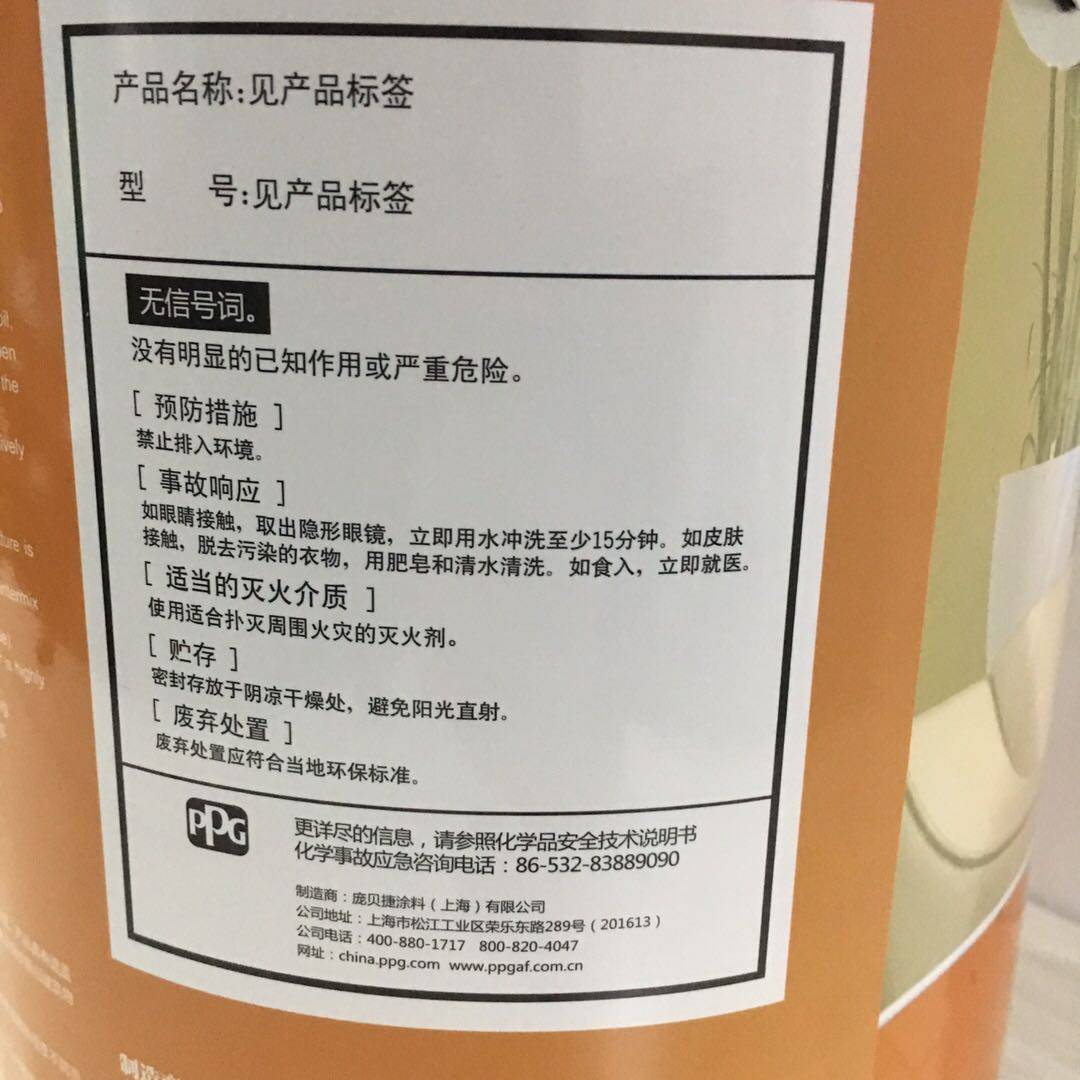 产品名称:见产品标签
型 号:见产品标签
无信号词。
没有明显的已知作用或严重危险。
[ 预防措施 ]
禁止排入环境。
[ 事故响应 ]
如眼睛接触，取出隐形眼镜，立即用水冲洗至少15分钟。如皮肤
接触，脱去污染的衣物，用肥皂和清水清洗。如食入，立即就医。
[ 适当的灭火介质 ]
使用适合扑灭周围火灾的灭火剂。
[ 贮存 ]
密封存放于阴凉干燥处，避免阳光直射。
[ 废弃处置 ]
废弃处置应符合当地环保标准。
PPG
更详尽的信息，请参照化学品安全技术说明书
化学事故应急咨询电话：86-532-83889090
制造商：庞贝捷涂料（上海）有限公司
公司地址：上海市松江工业区荣乐东路289号（201613）
公司电话：400-880-1717 800-820-4047
网址：china.ppg.com www.ppgaf.com.cn
the
is
制造